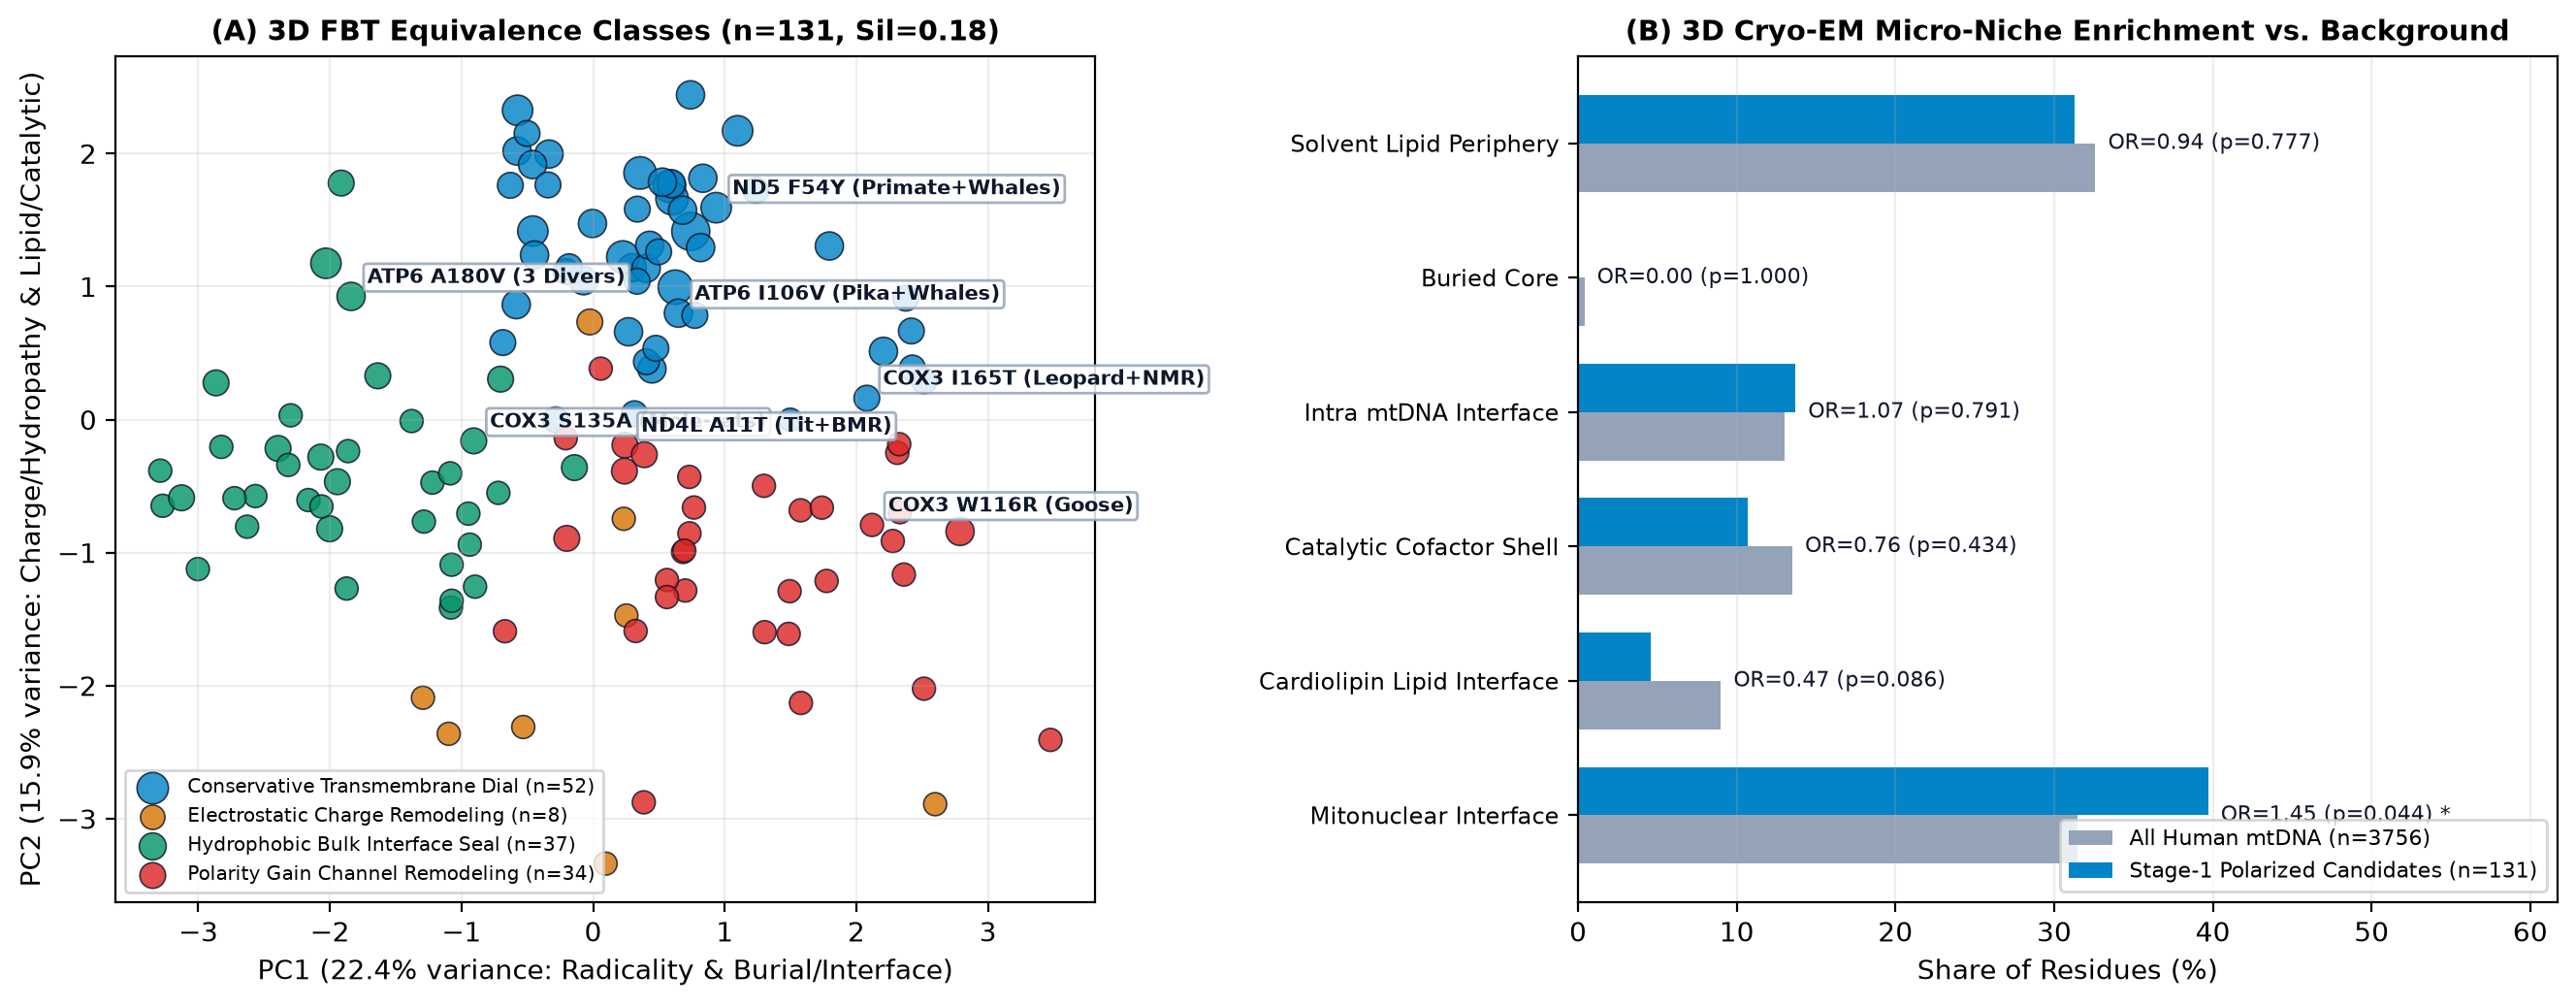 (A) 3D FBT Equivalence Classes (n=131, Sil=0.18)
PC2 (15.9% variance: Charge/Hydropathy & Lipid/Catalytic)
2
1
0
−1
−2
−3
ND5 F54Y (Primate+Whales)
ATP6 A180V (3 Divers)
ATP6 I106V (Pika+Whales)
COX3 I165T (Leopard+NMR)
COX3 S135A
ND4L A11T (Tit+BMR)
COX3 W116R (Goose)
Conservative Transmembrane Dial (n=52)
Electrostatic Charge Remodeling (n=8)
Hydrophobic Bulk Interface Seal (n=37)
Polarity Gain Channel Remodeling (n=34)
−3 −2 −1 0 1 2 3
PC1 (22.4% variance: Radicality & Burial/Interface)
(B) 3D Cryo-EM Micro-Niche Enrichment vs. Background
Solvent Lipid Periphery
OR=0.94 (p=0.777)
Buried Core
OR=0.00 (p=1.000)
Intra mtDNA Interface
OR=1.07 (p=0.791)
Catalytic Cofactor Shell
OR=0.76 (p=0.434)
Cardiolipin Lipid Interface
OR=0.47 (p=0.086)
Mitonuclear Interface
OR=1.45 (p=0.044) *
All Human mtDNA (n=3756)
Stage-1 Polarized Candidates (n=131)
0 10 20 30 40 50 60
Share of Residues (%)